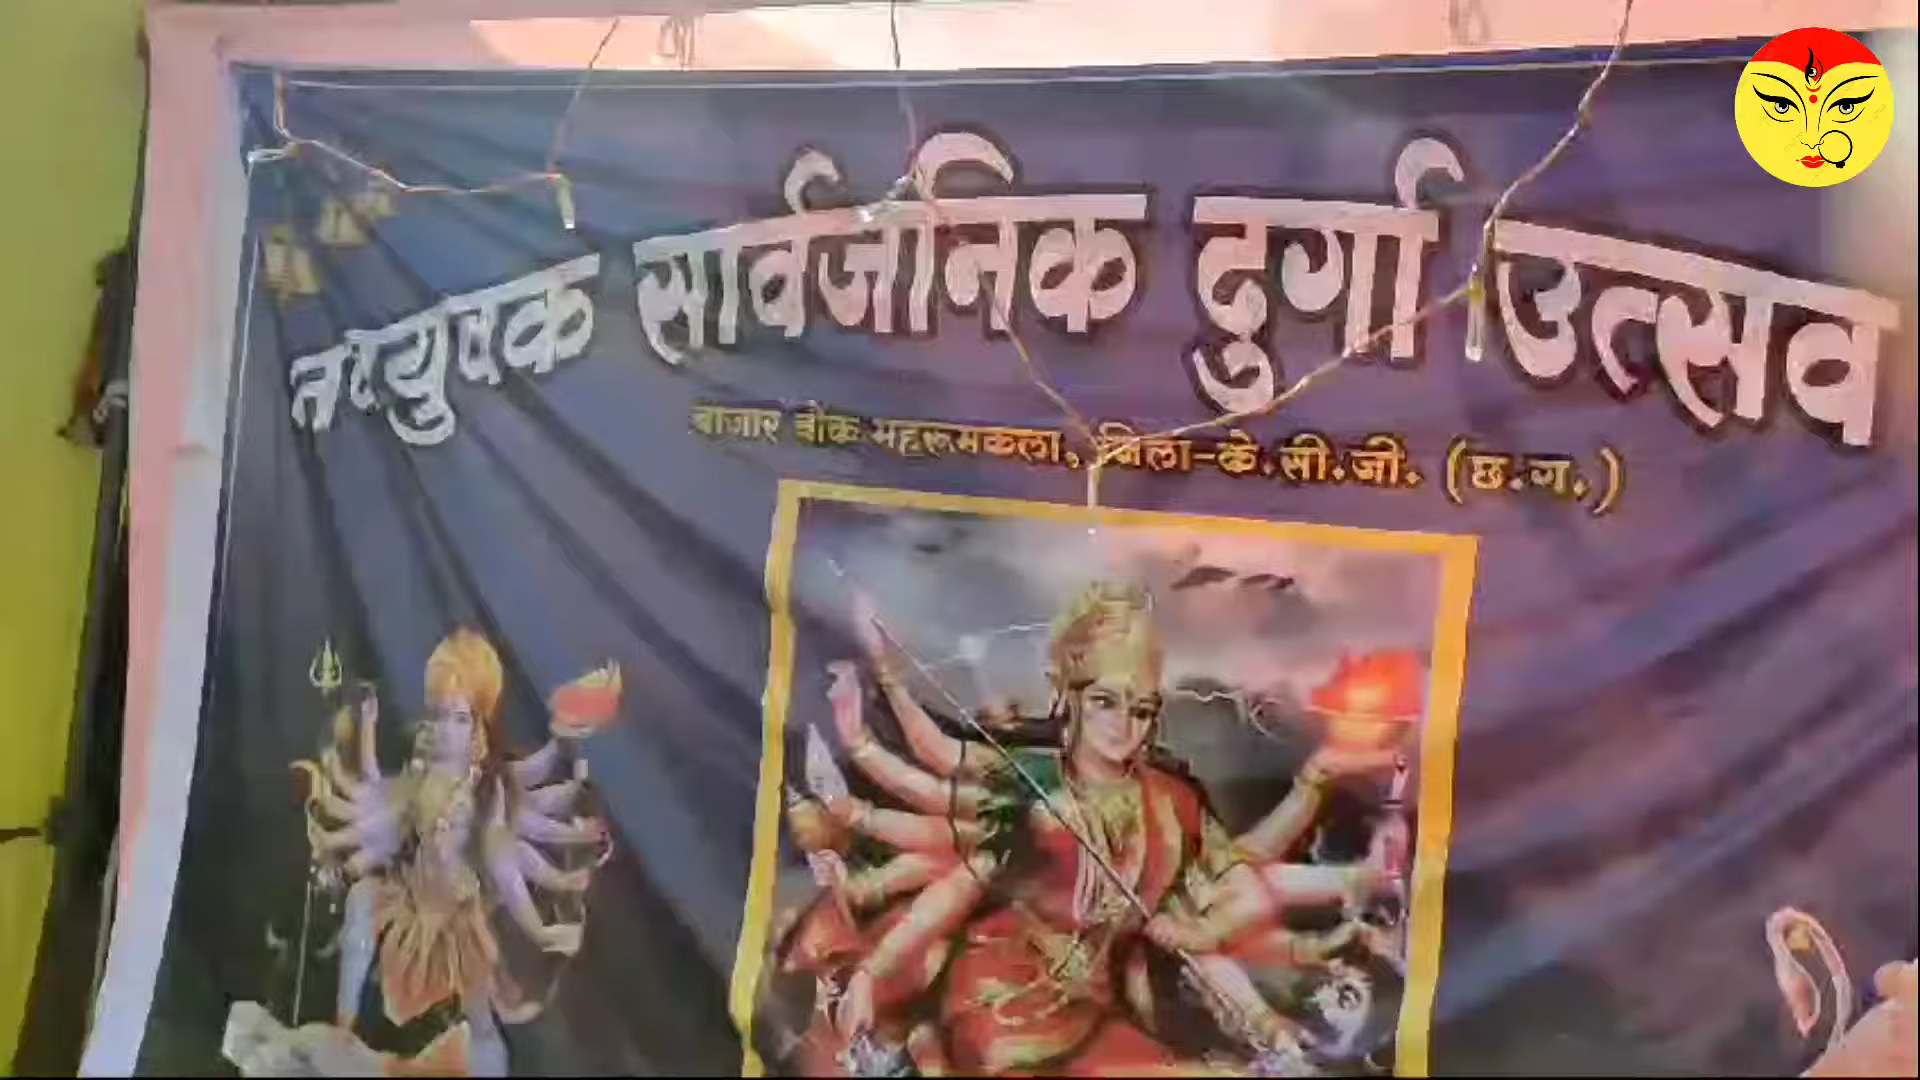 नवयुवक सार्वजनिक दुर्गा उत्सव
बाजार चौक महरूमकला, जिला-के.सी.जी. (छ.ग.)